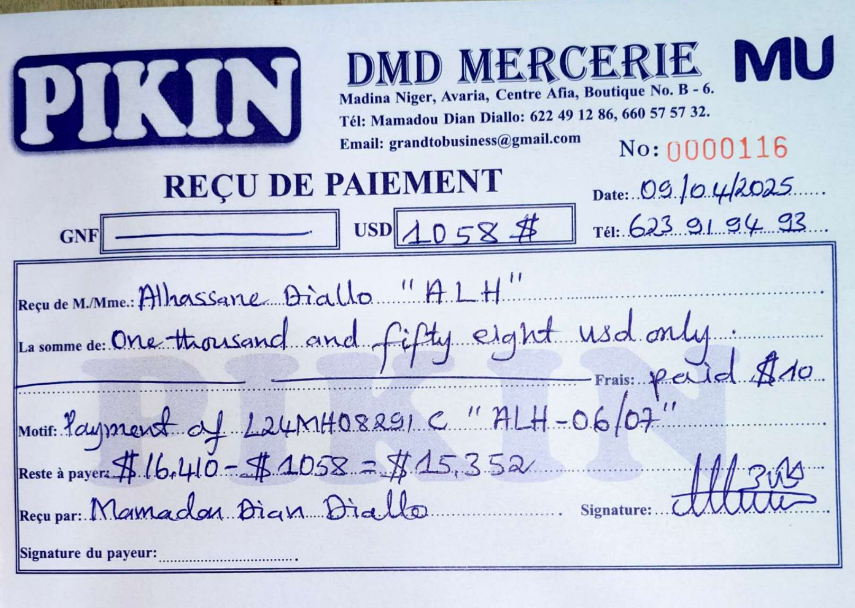 PIKIN
DMD MERCERIE
MU
Madina Niger, Avaria, Centre Afia, Boutique No. B - 6.
Tél: Mamadou Dian Diallo: 622 49 12 86, 660 57 57 32.
Email: grandtobusiness@gmail.com
No: 0000116
REÇU DE PAIEMENT
Date: 09/04/2025
GNF
USD 1058 $
Tél: 623 91 94 93
Reçu de M./Mme.: Alhassane Diallo "ALH"
La somme de: One thousand and fifty eight usd only.
Frais: paid $10
Motif: Payment of L24MH08291 C "ALH-06/07"
Reste à payer: $16,410-$1058=$15,352
Reçu par: Mamadou Dian Diallo
Signature:
Signature du payeur:
PIKIN